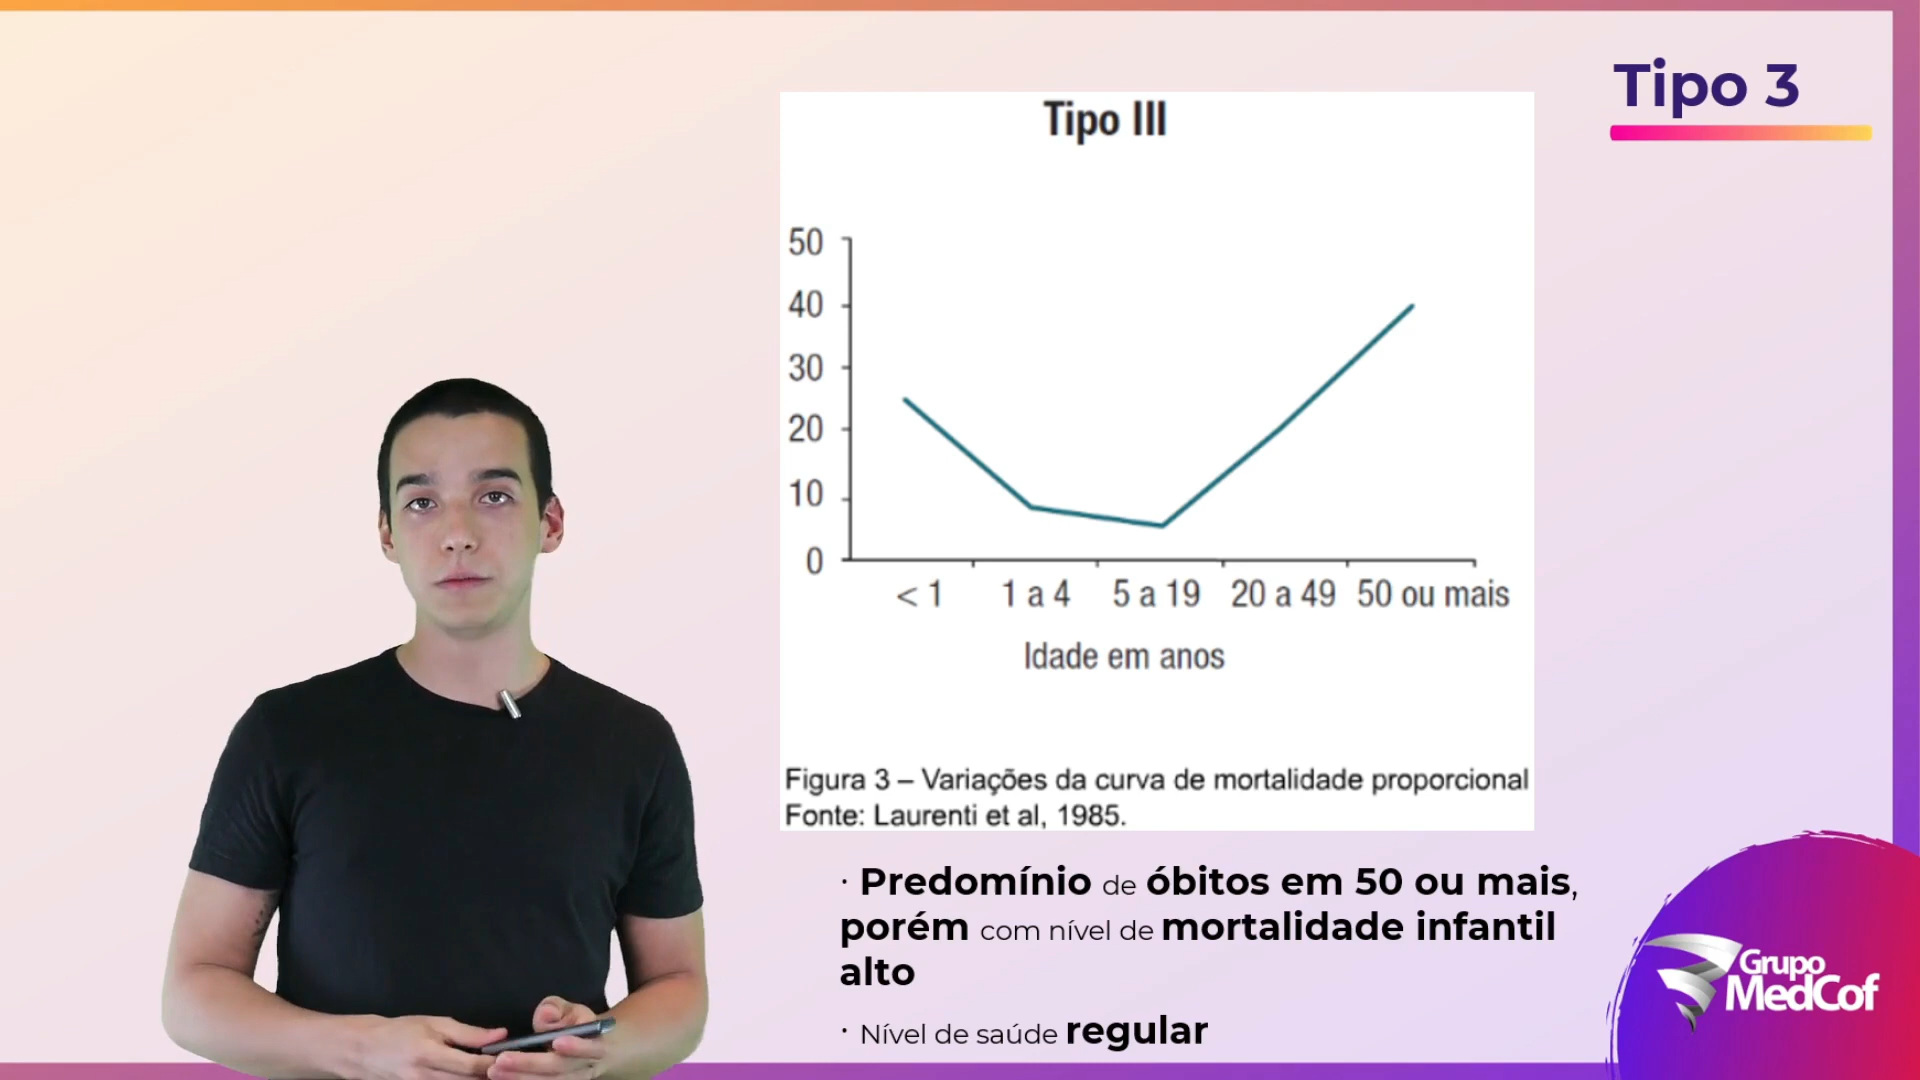 Tipo 3
Tipo III
50
40
30
20
10
0
< 1 1 a 4 5 a 19 20 a 49 50 ou mais
Idade em anos
Figura 3 – Variações da curva de mortalidade proporcional
Fonte: Laurenti et al, 1985.
· Predomínio de óbitos em 50 ou mais,
porém com nível de mortalidade infantil
alto
· Nível de saúde regular
Grupo
MedCof